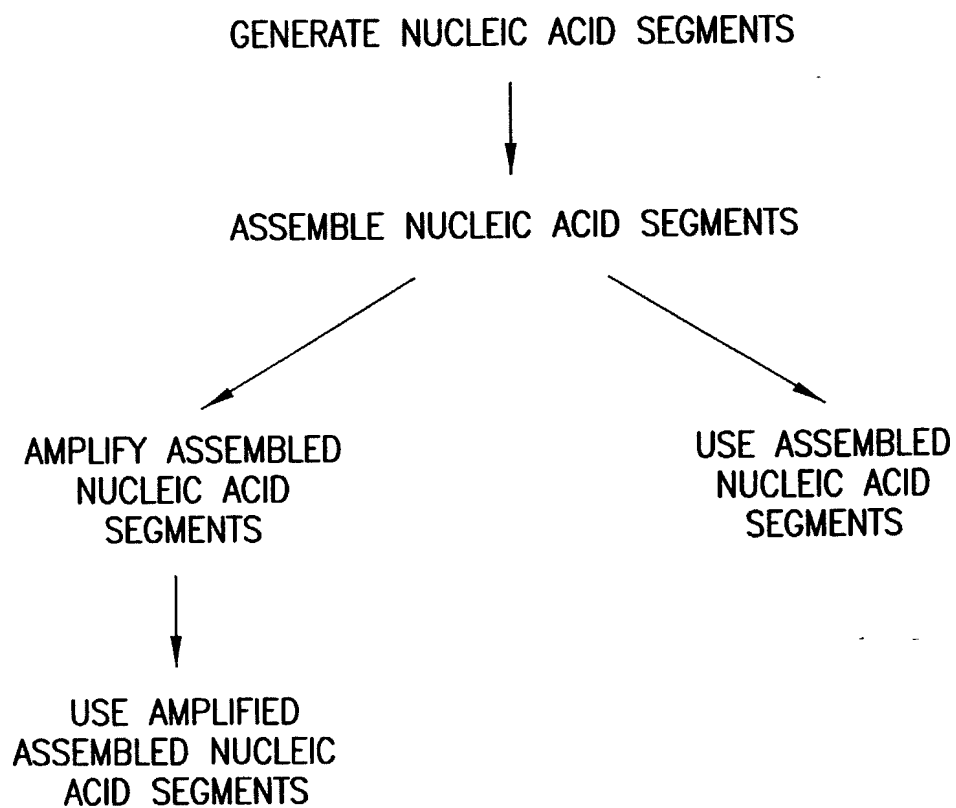 GENERATE NUCLEIC ACID SEGMENTS
ASSEMBLE NUCLEIC ACID SEGMENTS
AMPLIFY ASSEMBLED
NUCLEIC ACID
SEGMENTS
USE ASSEMBLED
NUCLEIC ACID
SEGMENTS
USE AMPLIFIED
ASSEMBLED NUCLEIC
ACID SEGMENTS